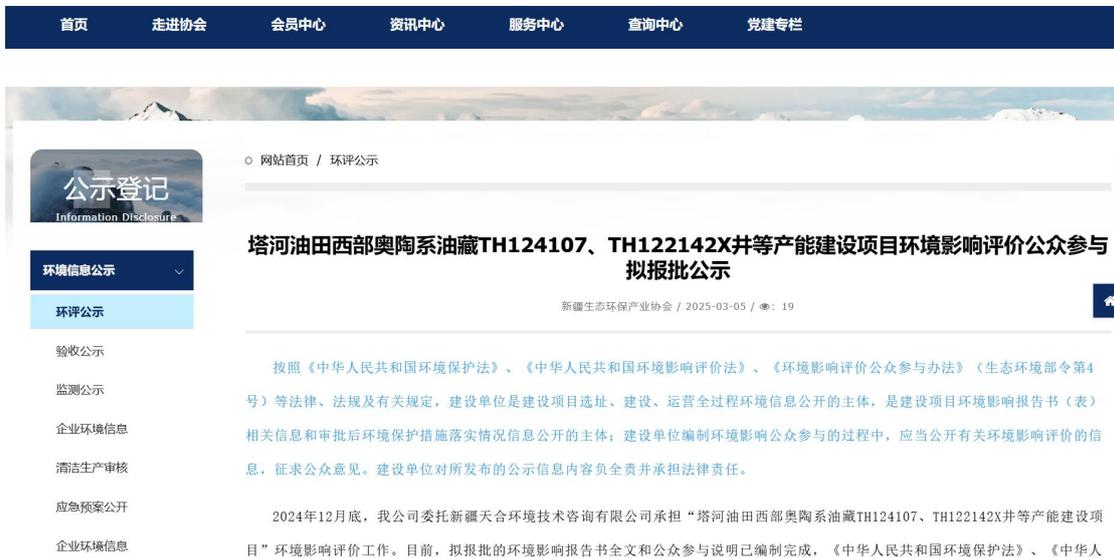 首页 走进协会 会员中心 资讯中心 服务中心 查询中心 党建专栏
网站首页 / 环评公示
公示登记
Information Disclosure
环境信息公示
环评公示
验收公示
监测公示
企业环境信息
清洁生产审核
应急预案公开
企业环境信息
塔河油田西部奥陶系油藏TH124107、TH122142X井等产能建设项目环境影响评价公众参与
拟报批公示
新疆生态环保产业协会 / 2025-03-05 / : 19
按照《中华人民共和国环境保护法》、《中华人民共和国环境影响评价法》、《环境影响评价公众参与办法》（生态环境部令第4
号）等法律、法规及有关规定，建设单位是建设项目选址、建设、运营全过程环境信息公开的主体，是建设项目环境影响报告书（表）
相关信息和审批后环境保护措施落实情况信息公开的主体；建设单位编制环境影响公众参与的过程中，应当公开有关环境影响评价的信
息，征求公众意见。建设单位对所发布的公示信息内容负全责并承担法律责任。
2024年12月底，我公司委托新疆天合环境技术咨询有限公司承担“塔河油田西部奥陶系油藏TH124107、TH122142X井等产能建设项
目”环境影响评价工作。目前，拟报批的环境影响报告书全文和公众参与说明已编制完成，《中华人民共和国环境保护法》、《中华人